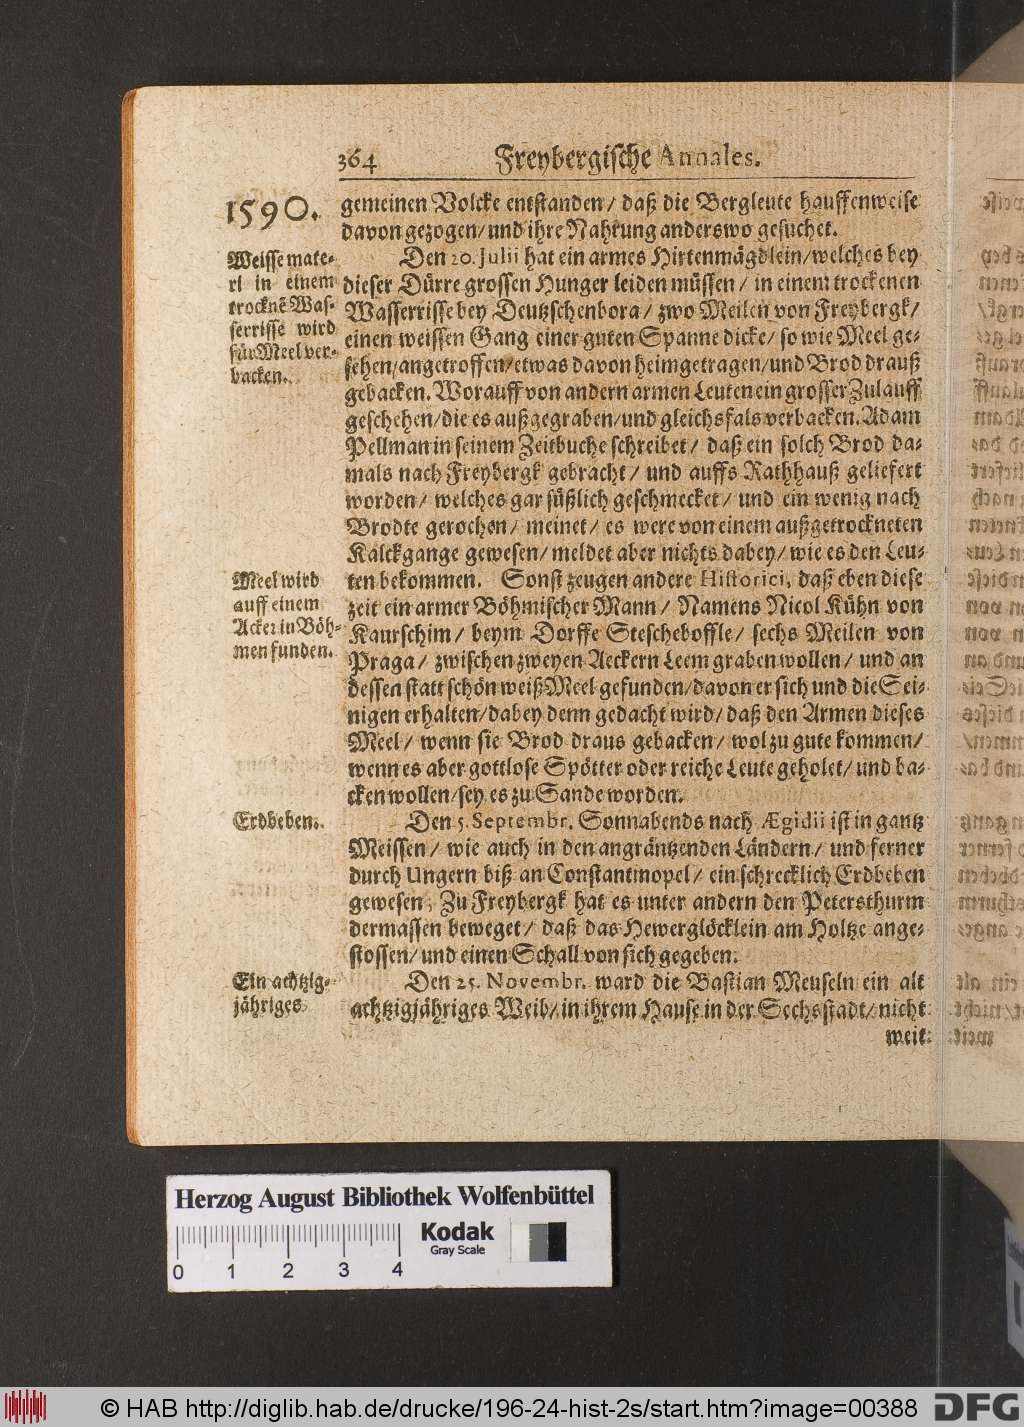 364 Freybergische Annales.
1590.
gemeinen Volcke entstanden / daß die Bergleute hauffenweise
davon gezogen / und ihre Nahrung anderswo gesuchet.
Weisse mate-
ri in einem
trocknē Was-
serrisse wird
für Meel ver-
backen.
Den 20. Julii hat ein armes Hirtenmägdlein / welches bey
dieser Dürre grossen Hunger leiden müssen / in einem trockenen
Wasserrisse bey Deutzschenbora / zwo Meilen von Freybergk /
einen weissen Gang einer guten Spanne dicke / so wie Meel ge-
sehen / angetroffen / etwas davon heimgetragen / und Brod drauß
gebacken. Worauff von andern armen Leuten ein grosser Zulauff
geschehen / die es außgegraben / und gleichsfals verbacken. Adam
Pellman in seinem Zeitbuche schreibet / daß ein solch Brod da-
mals nach Freybergk gebracht / und auffs Rathhauß geliefert
worden / welches gar süßlich geschmecket / und ein wenig nach
Brodte gerochen / meinet / es were von einem außgetrockneten
Kalckgange gewesen / meldet aber nichts dabey / wie es den Leu-
Meel wird
auff einem
Acker in Böh-
men funden.
ten bekommen. Sonst zeugen andere Historici, daß eben diese
zeit ein armer Böhmischer Mann / Namens Nicol Kühn von
Kaurschim / beym Dorffe Stescheboffle / sechs Meilen von
Praga / zwischen zweyen Aeckern Leem graben wollen / und an
dessen statt schön weiß Meel gefunden / davon er sich und die Sei-
nigen erhalten / dabey denn gedacht wird / daß den Armen dieses
Meel / wenn sie Brod draus gebacken / wol zu gute kommen /
wenn es aber gottlose Spötter oder reiche Leute geholet / und ba-
cken wollen / sey es zu Sande worden.
Erdbeben.
Den 5. Septembr. Sonnabends nach Ægidii ist in gantz
Meissen / wie auch in den angräntzenden Ländern / und ferner
durch Ungern biß an Constantinopel / ein schrecklich Erdbeben
gewesen. Zu Freybergk hat es unter andern den Petersthurm
dermassen beweget / daß das Hewerglöcklein am Holtze ange-
stossen / und einen Schall von sich gegeben.
Ein achtzig-
jähriges
Den 25. Novembr. ward die Bastian Meuseln ein alt
achtzigjähriges Weib / in ihrem Hause in der Sechsstadt / nicht
weit:
Herzog August Bibliothek Wolfenbüttel
Kodak
Gray Scale
0 1 2 3 4
© HAB http://diglib.hab.de/drucke/196-24-hist-2s/start.htm?image=00388
DFG